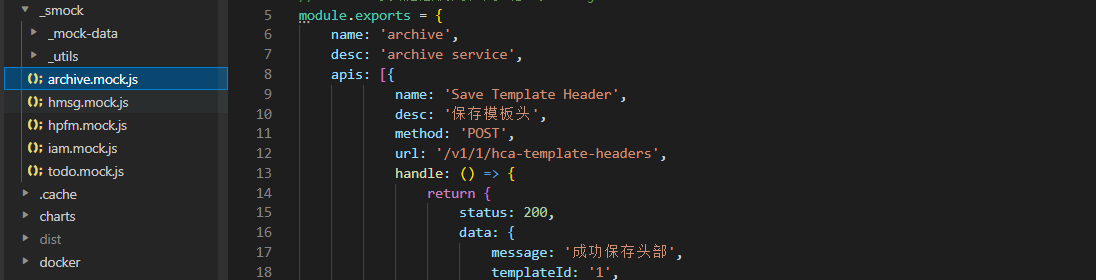 _smock
_mock-data
_utils
archive.mock.js
hmsg.mock.js
hpfm.mock.js
iam.mock.js
todo.mock.js
.cache
charts
dist
docker
5 module.exports = {
6 name: 'archive',
7 desc: 'archive service',
8 apis: [{
9 name: 'Save Template Header',
10 desc: '保存模板头',
11 method: 'POST',
12 url: '/v1/1/hca-template-headers',
13 handle: () => {
14 return {
15 status: 200,
16 data: {
17 message: '成功保存头部',
18 templateId: '1',